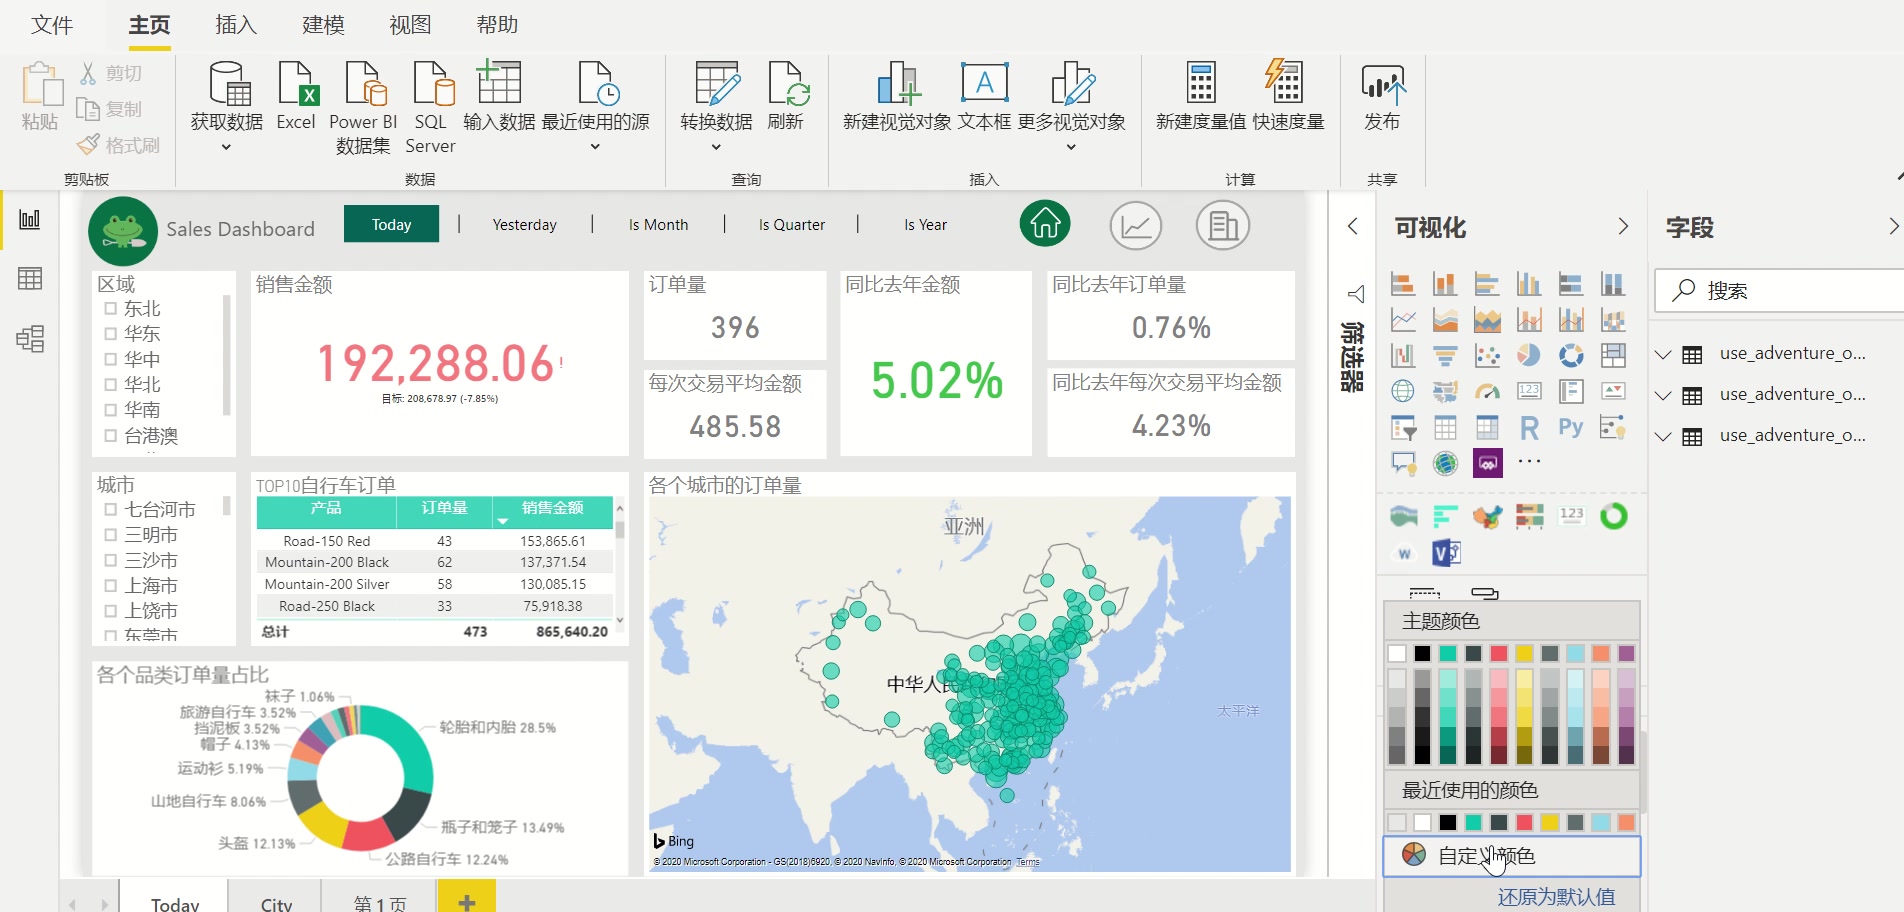 文件 主页 插入 建模 视图 帮助
粘贴 剪切 复制 格式刷
获取数据 Excel Power BI 数据集 SQL Server 输入数据 最近使用的源
转换数据 刷新
新建视觉对象 文本框 更多视觉对象
新建度量值 快速度量
发布
剪贴板 数据 查询 插入 计算 共享
Sales Dashboard Today | Yesterday | Is Month | Is Quarter | Is Year
区域
东北
华东
华中
华北
华南
台港澳
销售金额
192,288.06!
目标: 208,678.97 (-7.85%)
订单量
396
每次交易平均金额
485.58
同比去年金额
5.02%
同比去年订单量
0.76%
同比去年每次交易平均金额
4.23%
城市
七台河市
三明市
三沙市
上海市
上饶市
东莞市
TOP10自行车订单
产品 订单量 销售金额
Road-150 Red 43 153,865.61
Mountain-200 Black 62 137,371.54
Mountain-200 Silver 58 130,085.15
Road-250 Black 33 75,918.38
总计 473 865,640.20
各个品类订单量占比
袜子 1.06%
旅游自行车 3.52%
挡泥板 3.52%
帽子 4.13%
运动衫 5.19%
山地自行车 8.06%
头盔 12.13%
轮胎和内胎 28.5%
瓶子和笼子 13.49%
公路自行车 12.24%
各个城市的订单量
亚洲
中华人民
太平洋
Bing
© 2020 Microsoft Corporation - GS(2018)6920, © 2020 NavInfo, © 2020 Microsoft Corporation Terms
Today City 第 1 页 +
筛选器
可视化
123
R Py
123
W V
主题颜色
最近使用的颜色
自定义颜色
还原为默认值
字段
搜索
use_adventure_o...
use_adventure_o...
use_adventure_o...